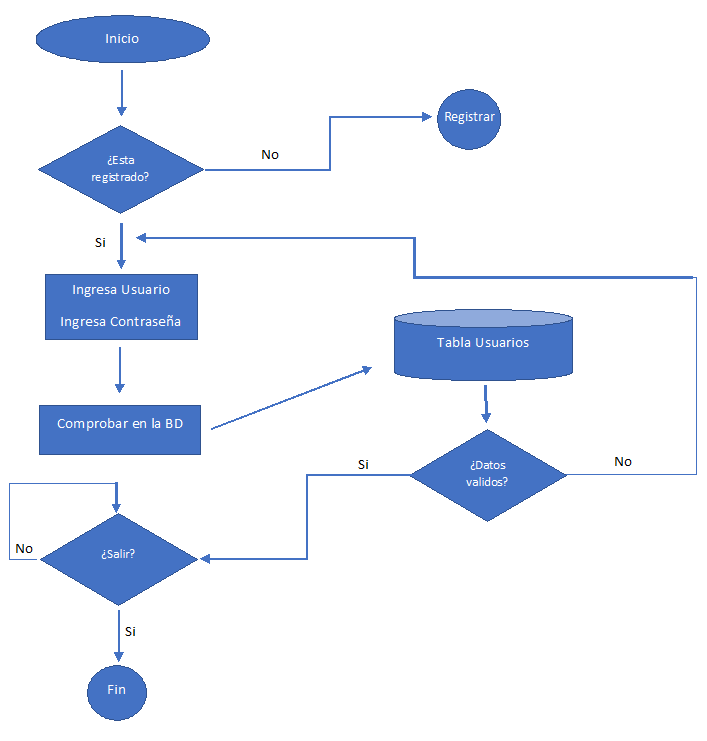 Inicio
Registrar
¿Esta
registrado?
No
Si
Ingresa Usuario
Ingresa Contraseña
Tabla Usuarios
Comprobar en la BD
¿Datos
validos?
Si
No
¿Salir?
No
Si
Fin